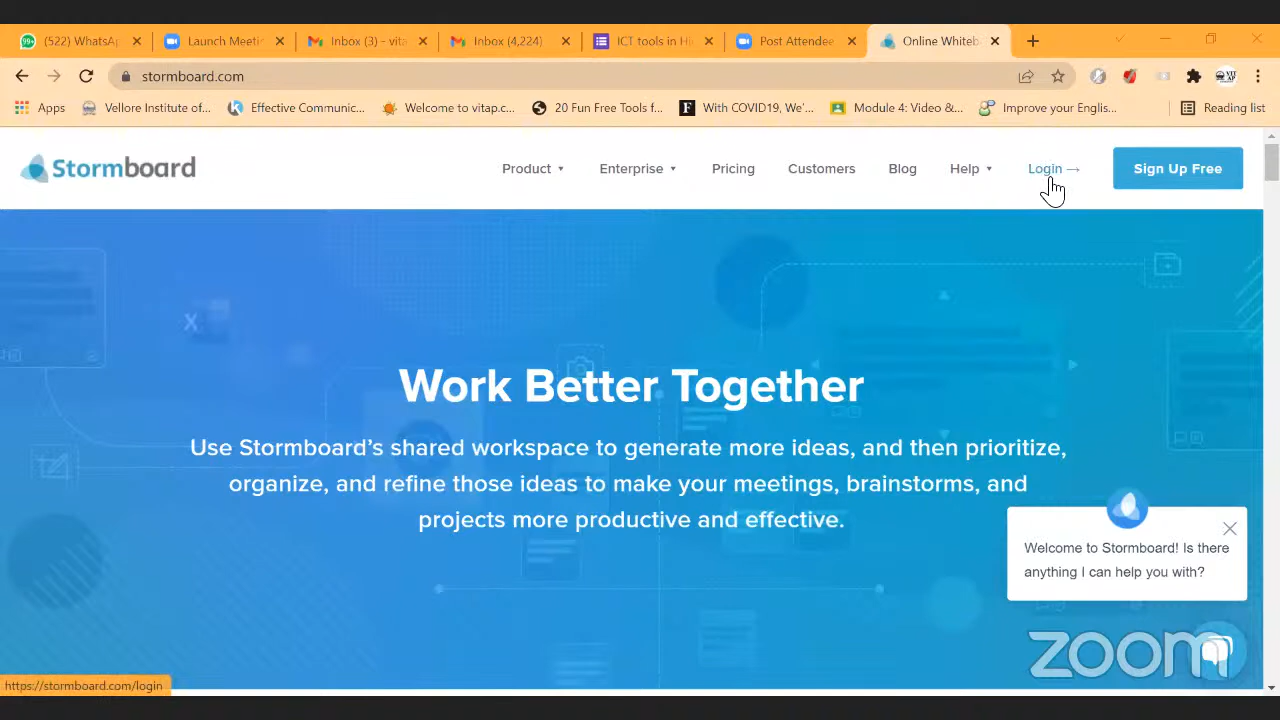 (522) WhatsAp
Launch Meeti
Inbox (3) - vita
Inbox (4,224)
ICT tools in Hi
Post Attendee
Online Whiteb
stormboard.com
Apps
Vellore Institute of...
Effective Communic...
Welcome to vitap.c...
20 Fun Free Tools f...
With COVID19, We'...
Module 4: Video &...
Improve your Englis...
Reading list
Stormboard
Product
Enterprise
Pricing
Customers
Blog
Help
Login →
Sign Up Free
Work Better Together
Use Stormboard's shared workspace to generate more ideas, and then prioritize,
organize, and refine those ideas to make your meetings, brainstorms, and
projects more productive and effective.
Welcome to Stormboard! Is there
anything I can help you with?
zoom
https://stormboard.com/login